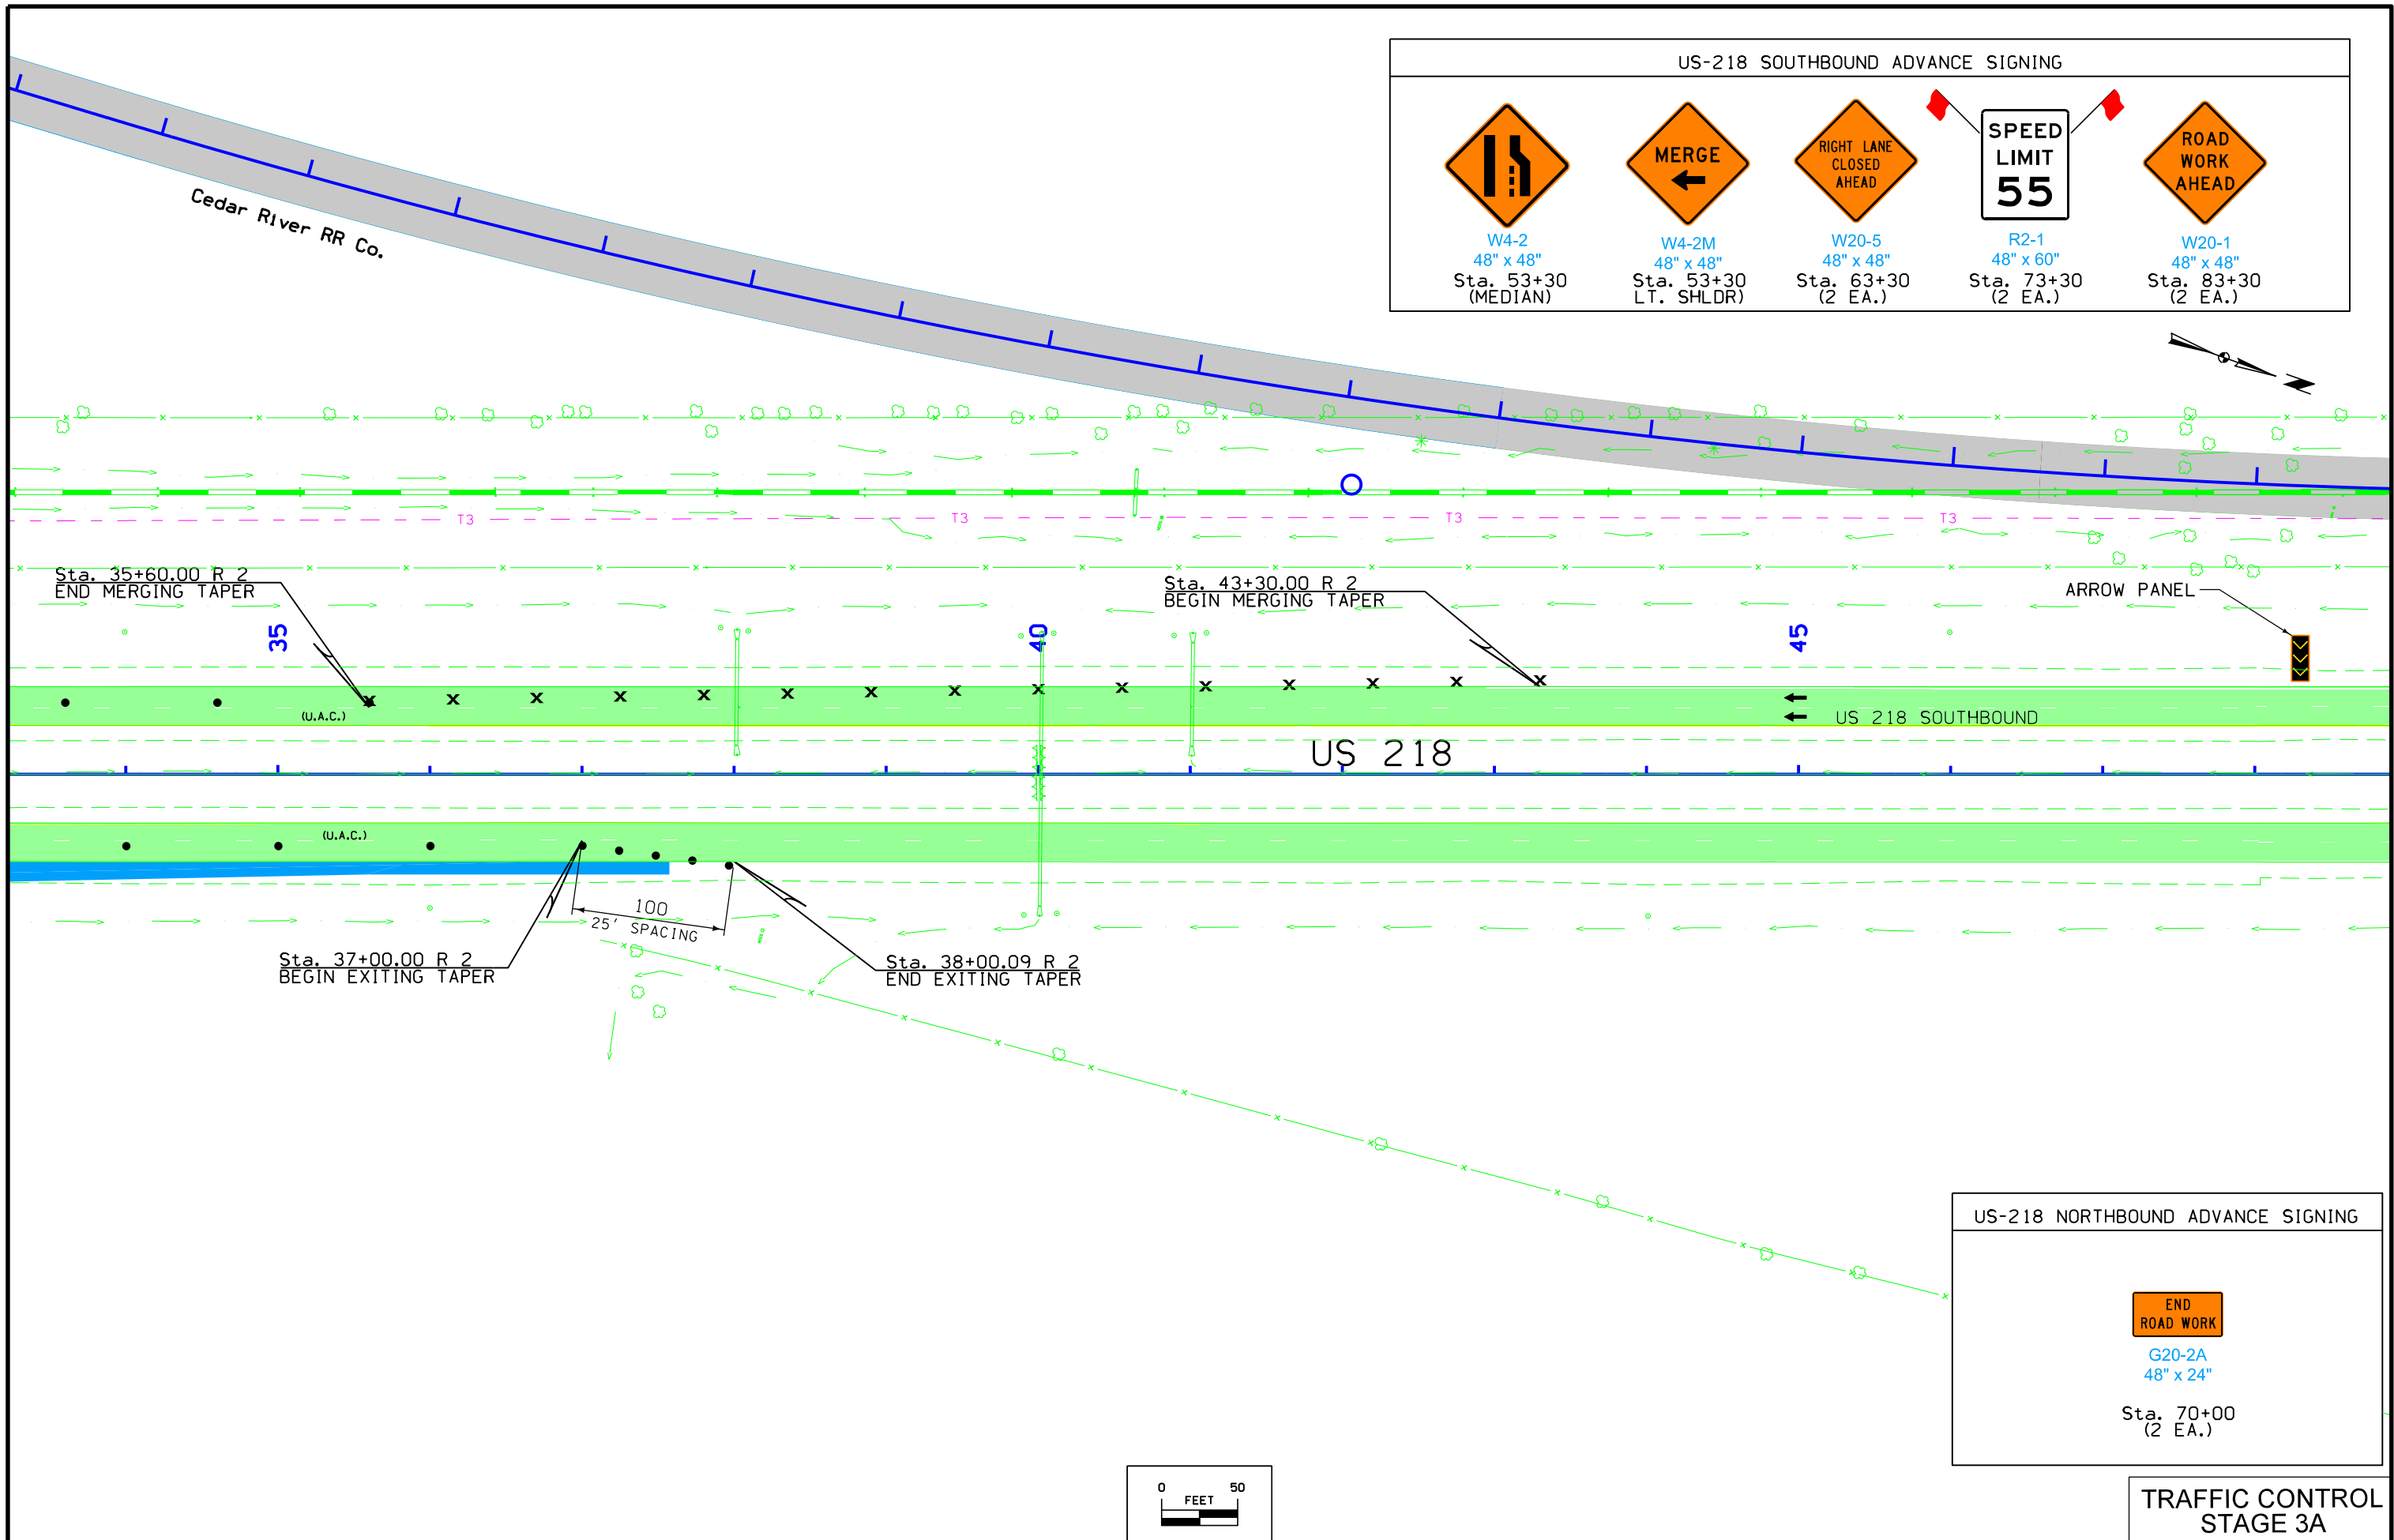 US-218 SOUTHBOUND ADVANCE SIGNING
MERGE
RIGHT LANE
CLOSED
AHEAD
SPEED
LIMIT
55
ROAD
WORK
AHEAD
W4-2
48" x 48"
Sta. 53+30
(MEDIAN)
W4-2M
48" x 48"
Sta. 53+30
LT. SHLDR)
W20-5
48" x 48"
Sta. 63+30
(2 EA.)
R2-1
48" x 60"
Sta. 73+30
(2 EA.)
W20-1
48" x 48"
Sta. 83+30
(2 EA.)
Cedar River RR Co.
N
T3 T3 T3 T3
Sta. 35+60.00 R 2
END MERGING TAPER
Sta. 43+30.00 R 2
BEGIN MERGING TAPER
ARROW PANEL
35 40 45
(U.A.C.)
US 218 SOUTHBOUND
US 218
(U.A.C.)
100
25' SPACING
Sta. 37+00.00 R 2
BEGIN EXITING TAPER
Sta. 38+00.09 R 2
END EXITING TAPER
US-218 NORTHBOUND ADVANCE SIGNING
END
ROAD WORK
G20-2A
48" x 24"
Sta. 70+00
(2 EA.)
0 50
FEET
TRAFFIC CONTROL
STAGE 3A